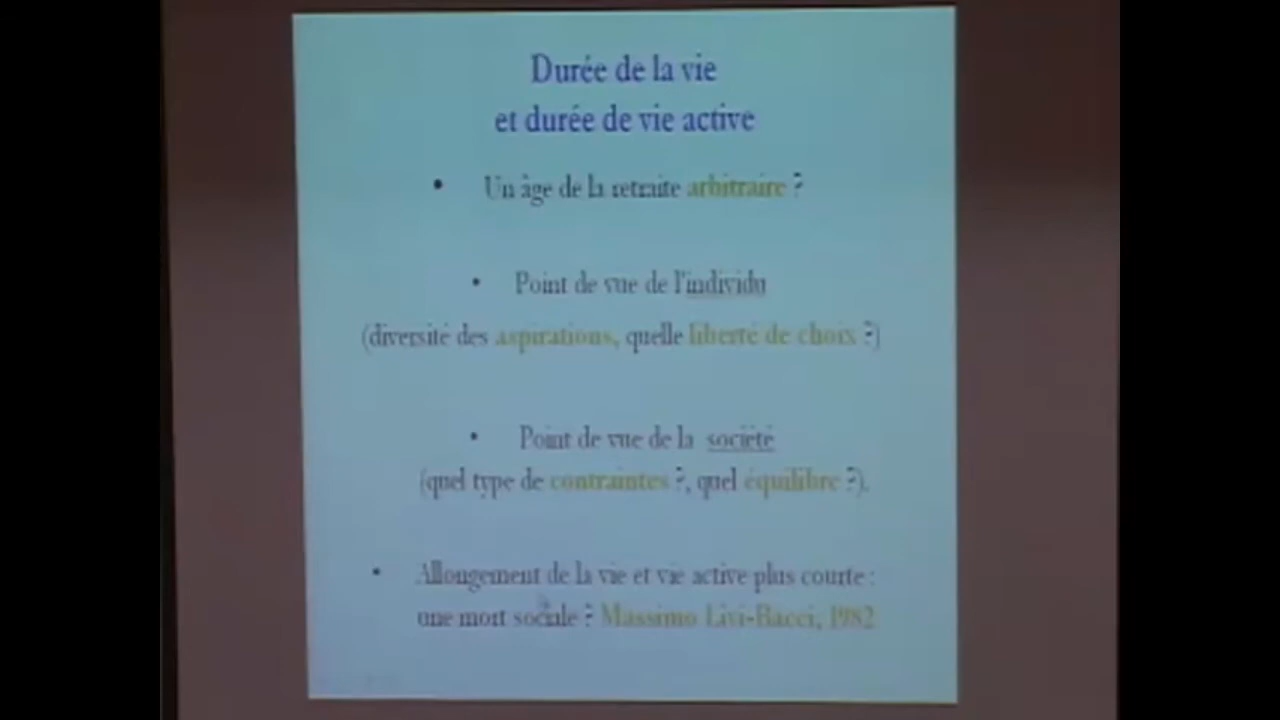 Durée de la vie
et durée de vie active
• Un âge de la retraite arbitraire ?
• Point de vue de l'individu
(diversité des aspirations, quelle liberté de choix ?)
• Point de vue de la société
(quel type de contraintes ?, quel équilibre ?).
• Allongement de la vie et vie active plus courte :
une mort sociale ? Massimo Livi-Bacci, 1982